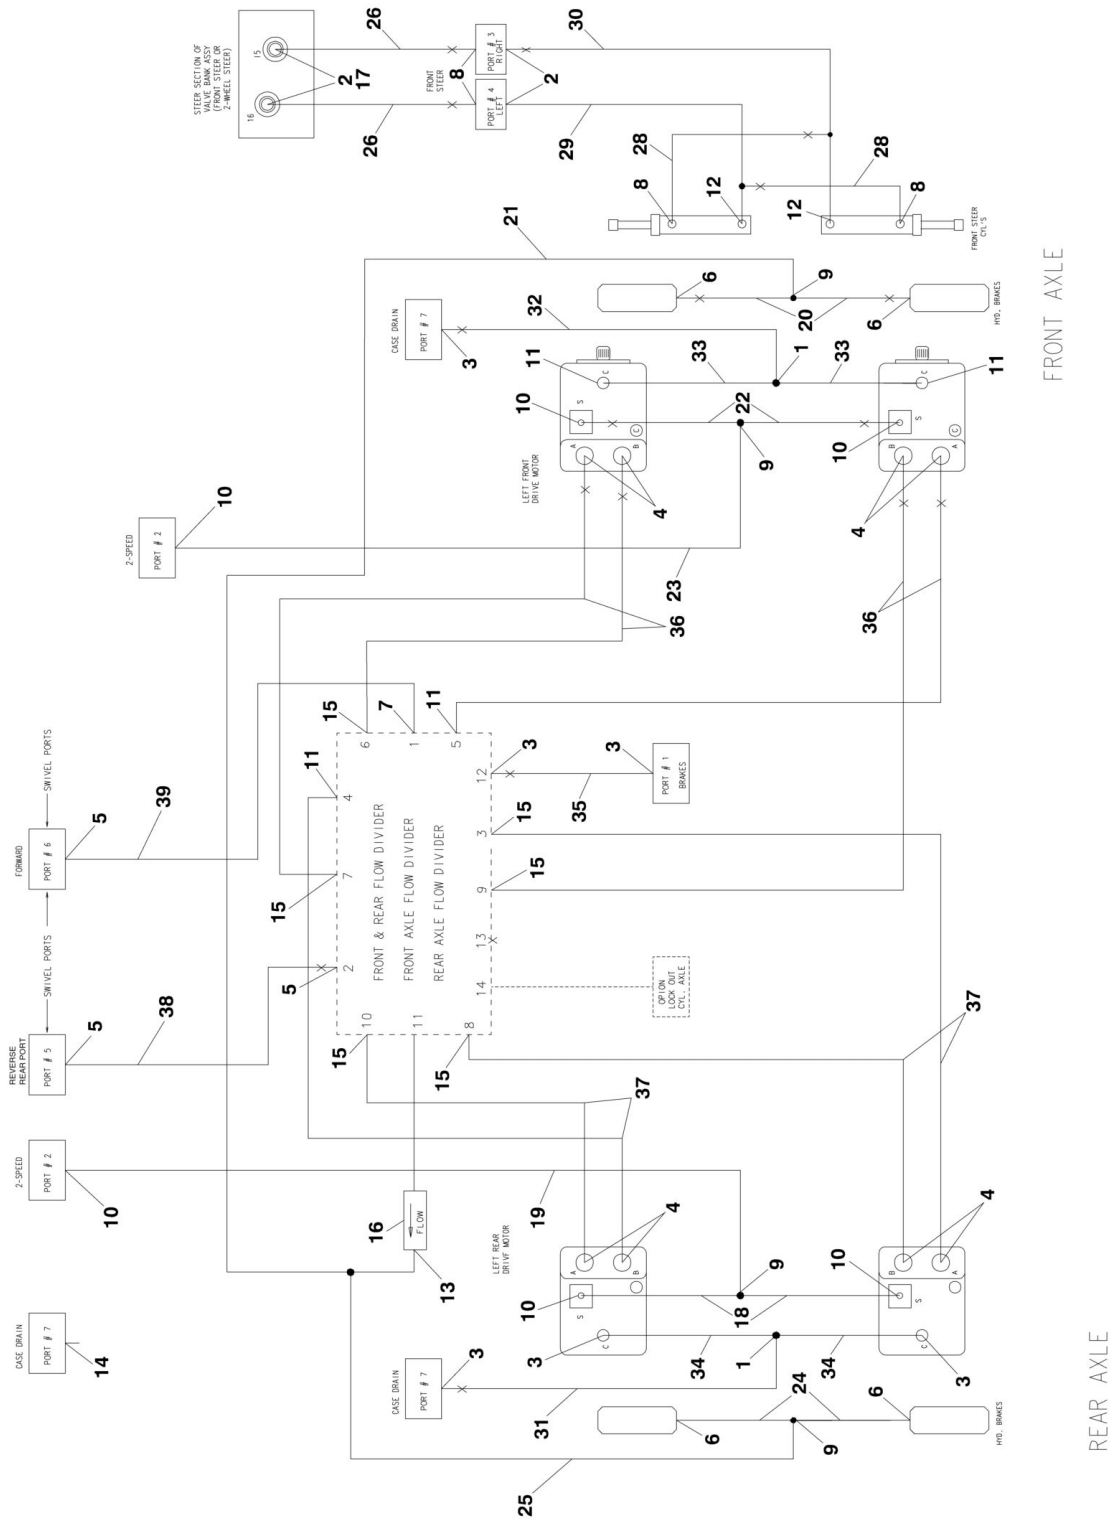 CASE DRAIN
PORT # 7
14
2-SPEED
PORT # 2
10
REVERSE
REAR PORT
PORT # 5
5
38
SWIVEL PORTS
FORWARD
PORT # 6
5
39
SWIVEL PORTS
2-SPEED
PORT # 2
10
STEER SECTION OF
VALVE BANK ASSY
(FRONT STEER OR
2-WHEEL STEER)
16
15
2
17
26
26
FRONT
STEER
8
PORT # 4
LEFT
PORT # 3
RIGHT
2
29
30
28
28
8
12
12
8
FRONT STEER
CYL'S
21
5
2
15
7
11
4
15
6
7
1
11
5
15
10
11
15
8
FRONT & REAR FLOW DIVIDER
FRONT AXLE FLOW DIVIDER
REAR AXLE FLOW DIVIDER
14
13
9
15
3
15
12
3
35
3
PORT # 1
BRAKES
OPION
LOCK OUT
CYL. AXLE
16
FLOW
13
CASE DRAIN
PORT # 7
3
31
25
19
LEFT REAR
DRIVE MOTOR
A
B
S
C
4
10
3
37
34
1
34
18
9
10
3
4
37
B
A
S
6
24
9
6
HYD. BRAKES
CASE DRAIN
PORT # 7
3
32
LEFT FRONT
DRIVE MOTOR
A
B
S
C
C
10
11
4
36
23
22
9
33
1
33
10
11
4
36
B
A
S
C
C
6
20
9
6
HYD. BRAKES
REAR AXLE
FRONT AXLE